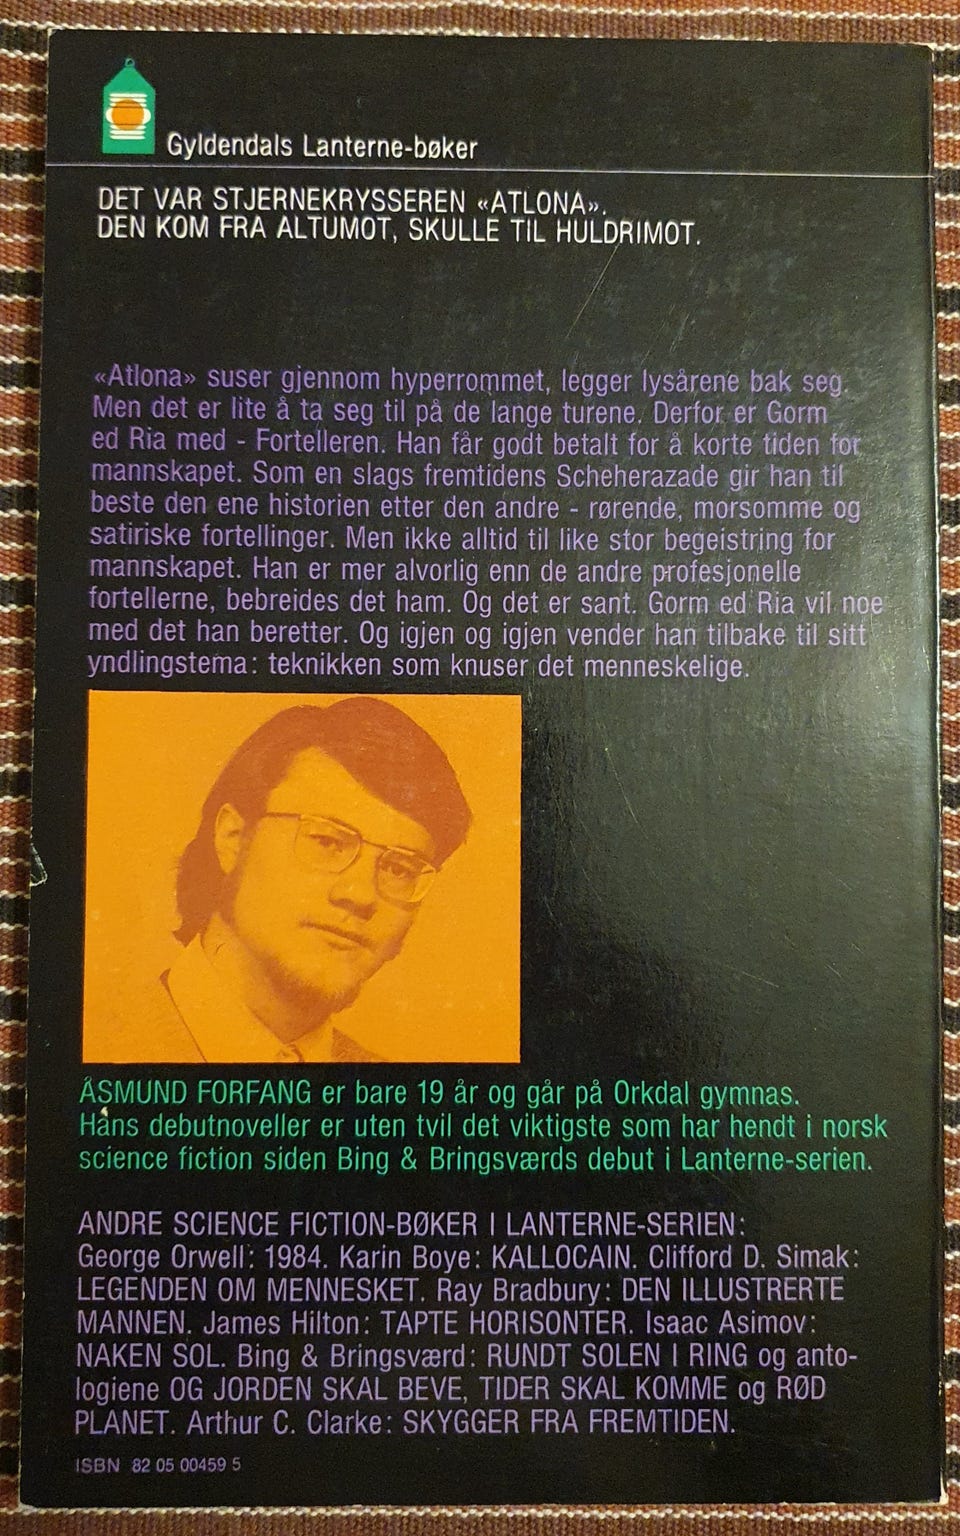 Gyldendals Lanterne-bøker
DET VAR STJERNEKRYSSEREN «ATLONA».
DEN KOM FRA ALTUMOT, SKULLE TIL HULDRIMOT.
«Atlona» suser gjennom hyperrommet, legger lysårene bak seg.
Men det er lite å ta seg til på de lange turene. Derfor er Gorm
ed Ria med - Fortelleren. Han får godt betalt for å korte tiden for
mannskapet. Som en slags fremtidens Scheherazade gir han til
beste den ene historien etter den andre - rørende, morsomme og
satiriske fortellinger. Men ikke alltid til like stor begeistring for
mannskapet. Han er mer alvorlig enn de andre profesjonelle
fortellerne, bebreides det ham. Og det er sant. Gorm ed Ria vil noe
med det han beretter. Og igjen og igjen vender han tilbake til sitt
yndlingstema: teknikken som knuser det menneskelige.
ÅSMUND FORFANG er bare 19 år og går på Orkdal gymnas.
Hans debutnoveller er uten tvil det viktigste som har hendt i norsk
science fiction siden Bing & Bringsværds debut i Lanterne-serien.
ANDRE SCIENCE FICTION-BØKER I LANTERNE-SERIEN:
George Orwell: 1984. Karin Boye: KALLOCAIN. Clifford D. Simak:
LEGENDEN OM MENNESKET. Ray Bradbury: DEN ILLUSTRERTE
MANNEN. James Hilton: TAPTE HORISONTER. Isaac Asimov:
NAKEN SOL. Bing & Bringsværd: RUNDT SOLEN I RING og anto-
logiene OG JORDEN SKAL BEVE, TIDER SKAL KOMME og RØD
PLANET. Arthur C. Clarke: SKYGGER FRA FREMTIDEN.
ISBN 82 05 00459 5